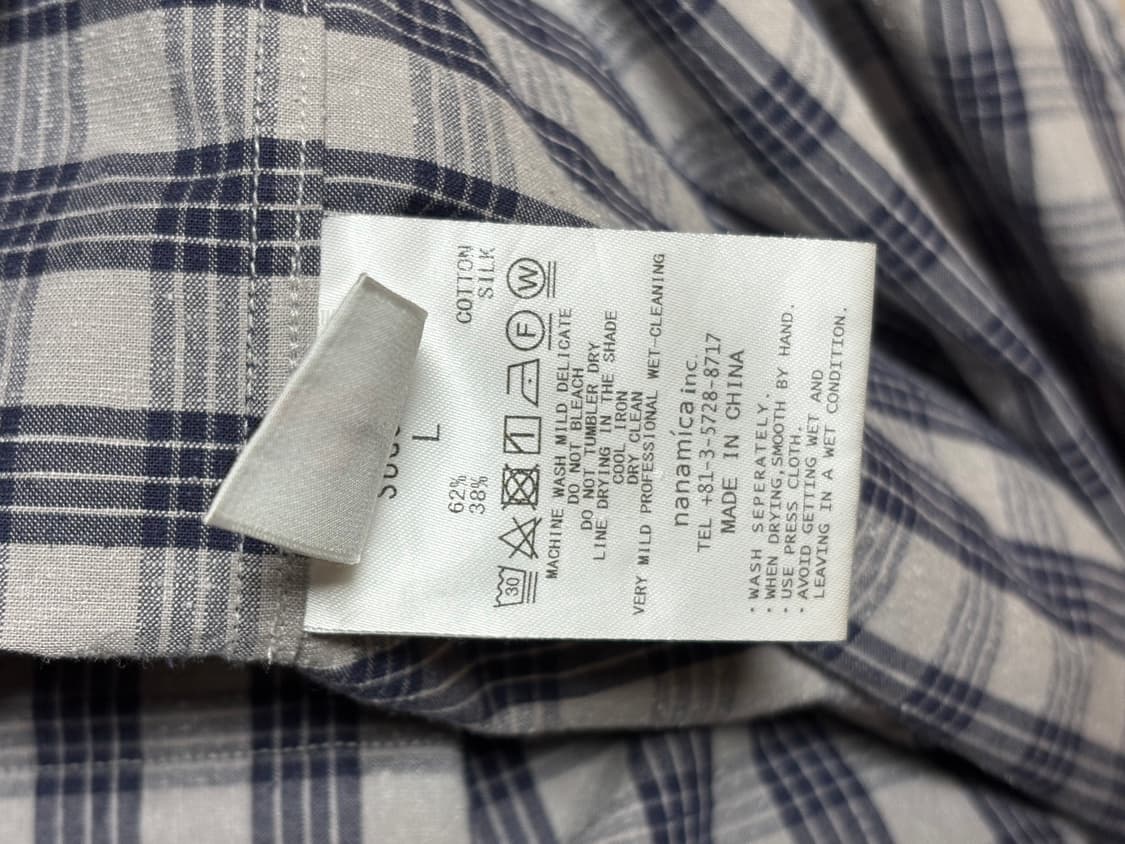 L
62% COTTON
38% SILK
30 F W
MACHINE WASH MILD DELICATE
DO NOT BLEACH
DO NOT TUMBLER DRY
LINE DRYING IN THE SHADE
COOL IRON
DRY CLEAN
VERY MILD PROFESSIONAL WET-CLEANING
nanamica inc.
TEL +81-3-5728-8717
MADE IN CHINA
・WASH SEPERATELY.
・WHEN DRYING,SMOOTH BY HAND.
・USE PRESS CLOTH.
・AVOID GETTING WET AND
LEAVING IN A WET CONDITION.